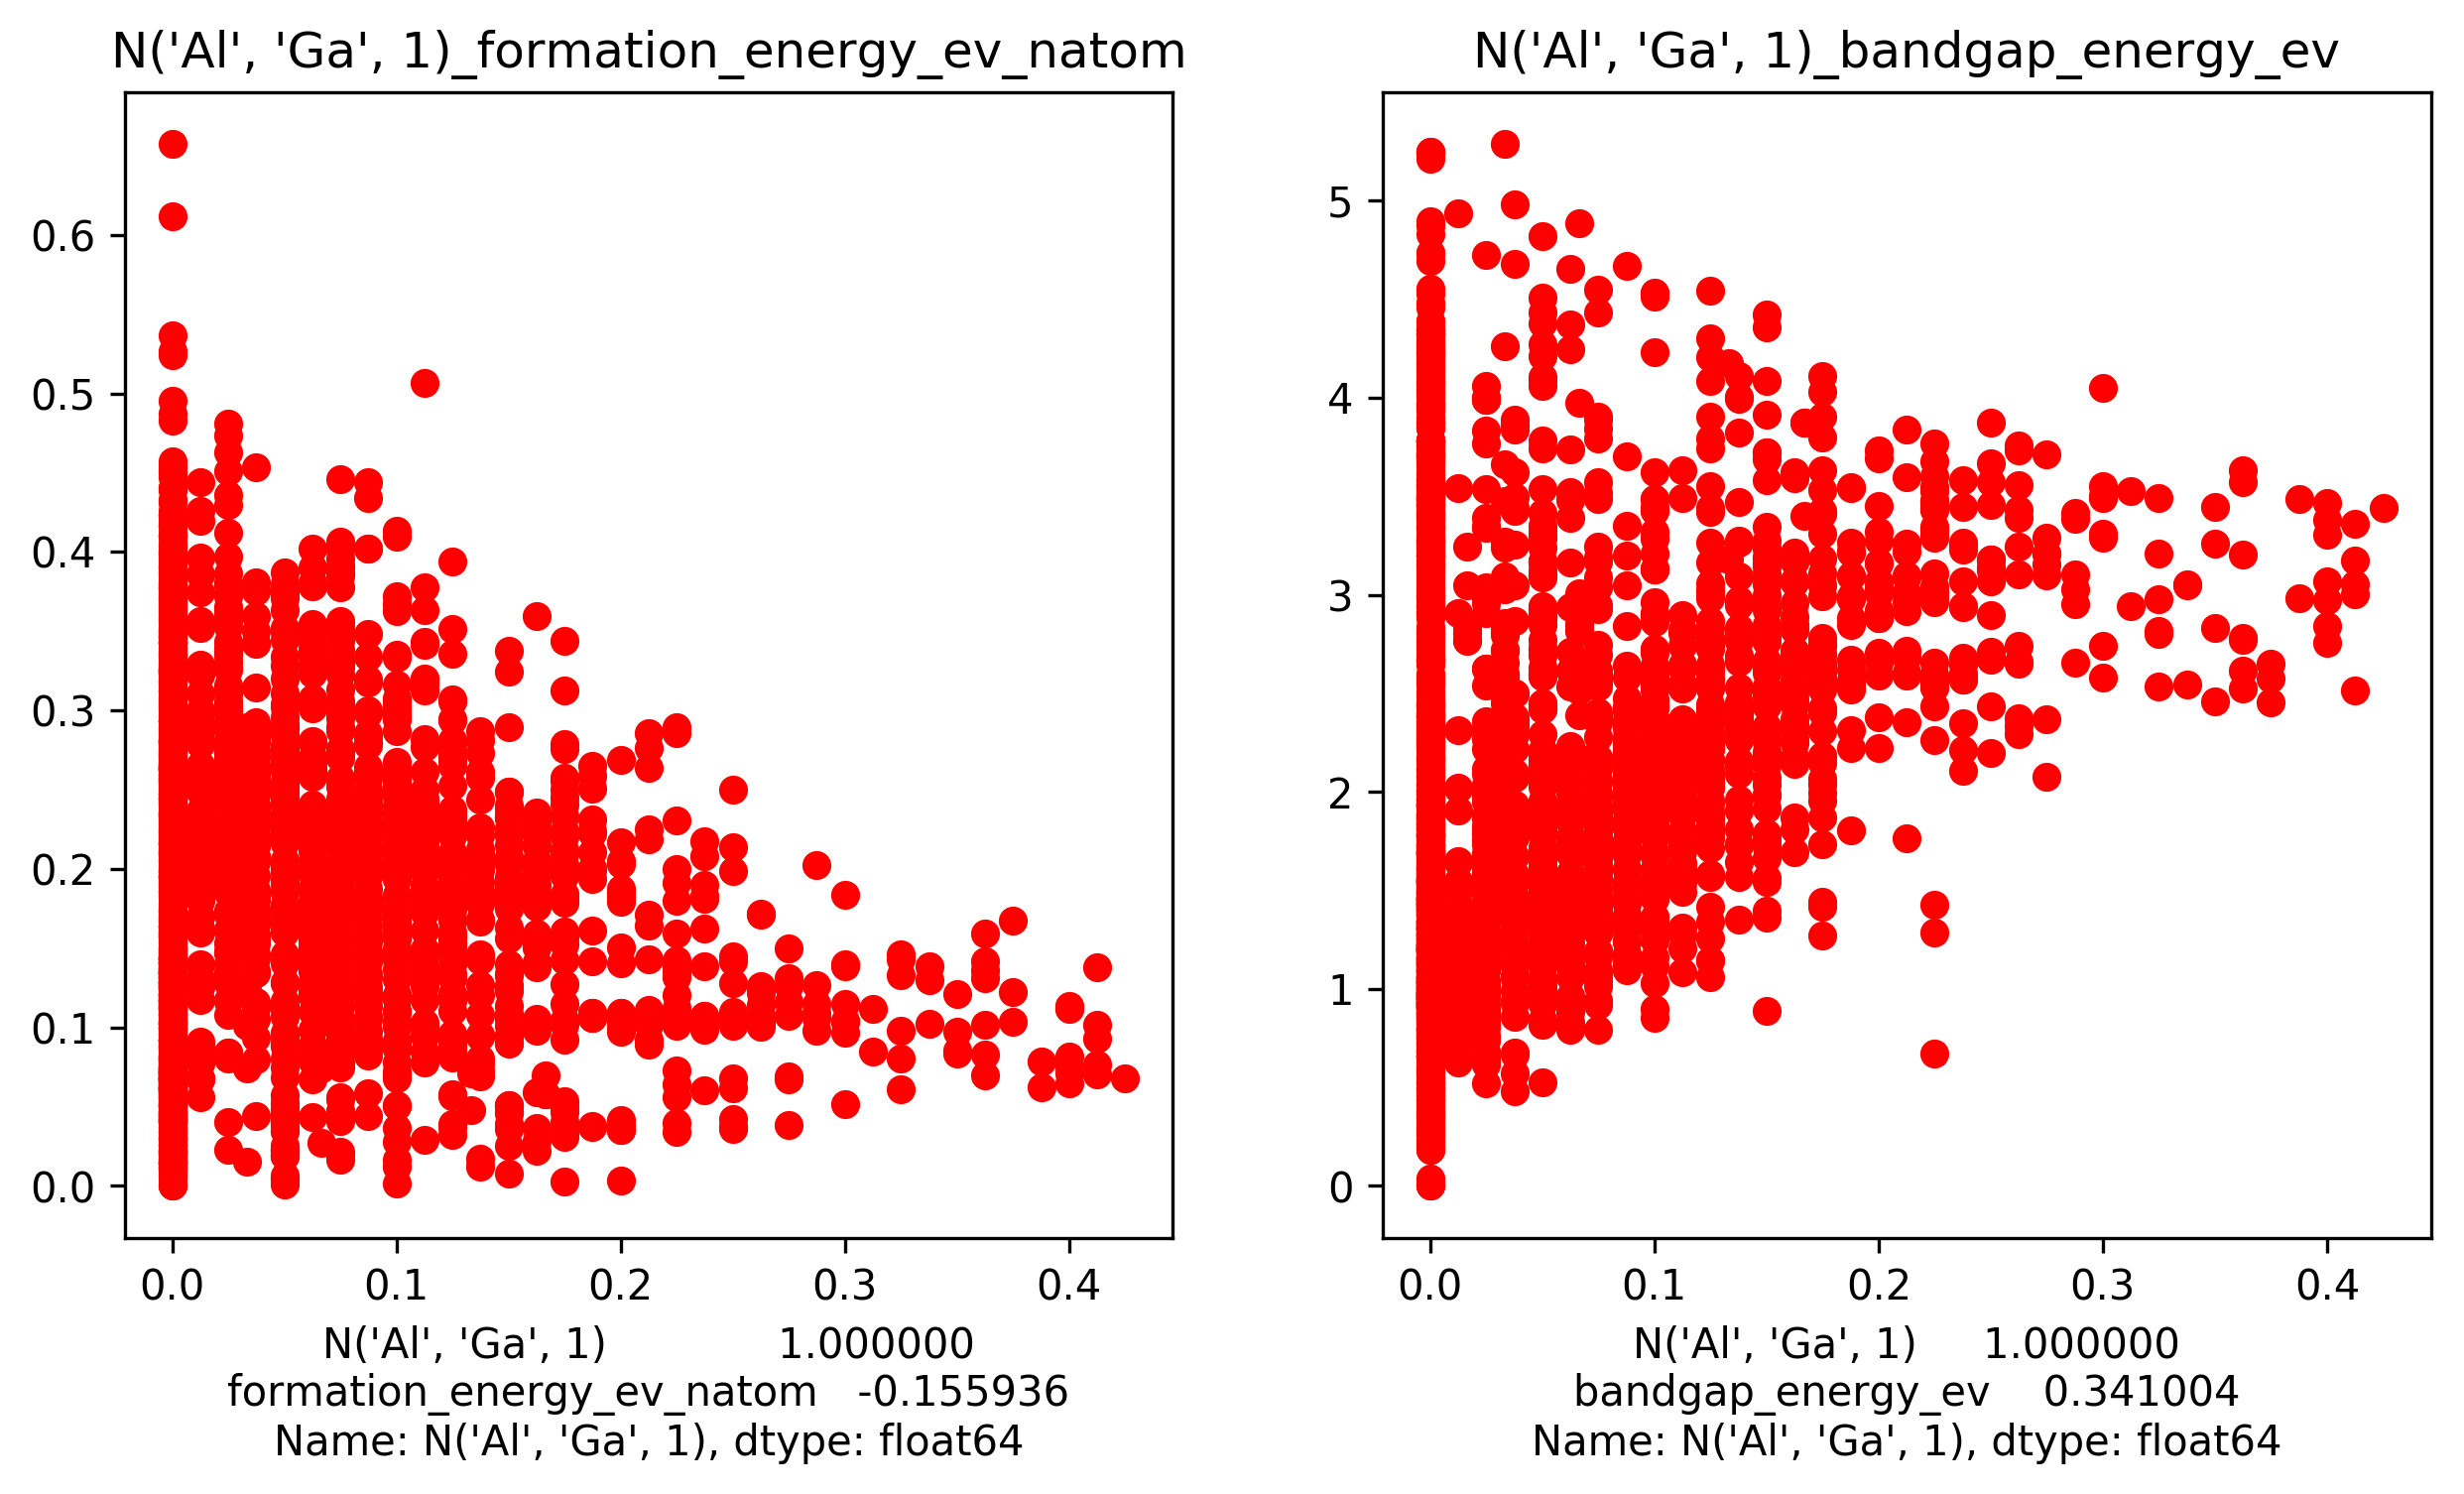 N('Al', 'Ga', 1)_formation_energy_ev_natom
0.6
0.5
0.4
0.3
0.2
0.1
0.0
0.0 0.1 0.2 0.3 0.4
N('Al', 'Ga', 1) 1.000000
formation_energy_ev_natom -0.155936
Name: N('Al', 'Ga', 1), dtype: float64
N('Al', 'Ga', 1)_bandgap_energy_ev
5
4
3
2
1
0
0.0 0.1 0.2 0.3 0.4
N('Al', 'Ga', 1) 1.000000
bandgap_energy_ev 0.341004
Name: N('Al', 'Ga', 1), dtype: float64